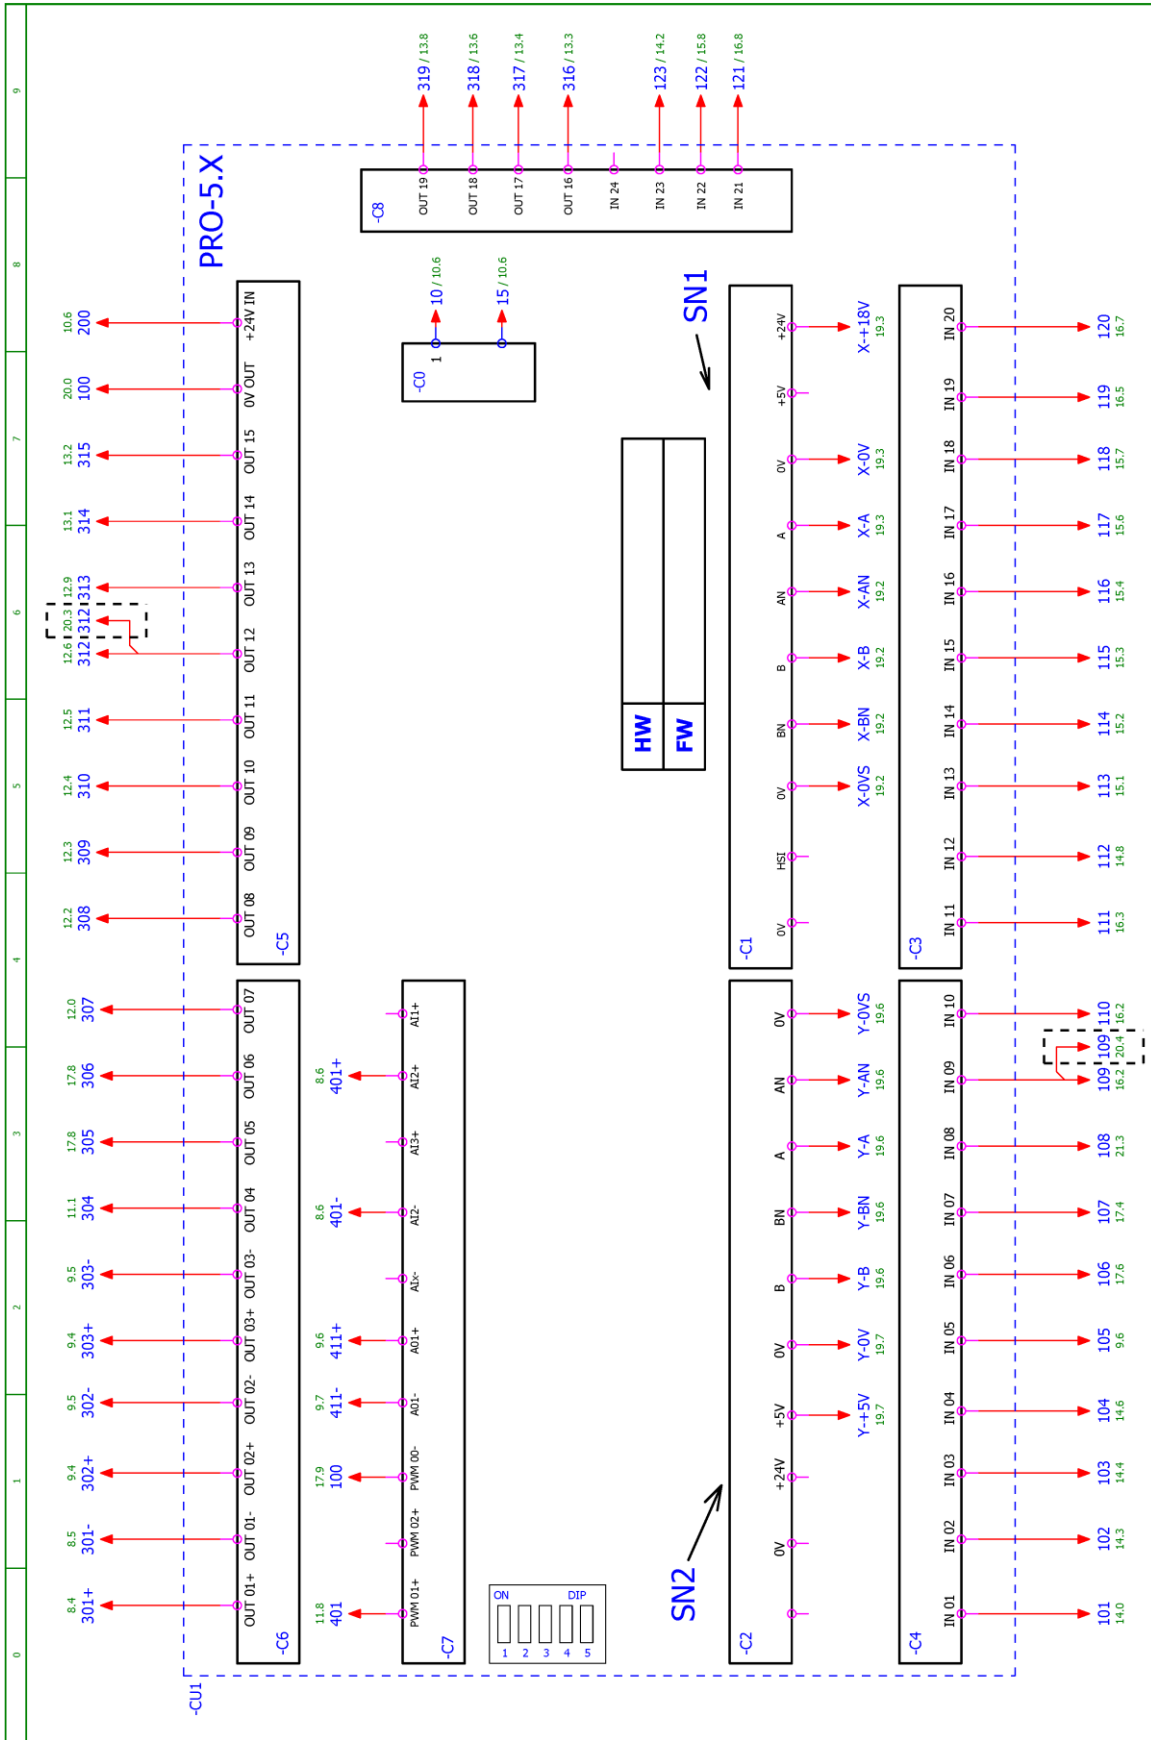 9
8
7
6
5
4
3
2
1
0
PRO-5.X
-CU1
319 / 13.8
318 / 13.6
317 / 13.4
316 / 13.3
123 / 14.2
122 / 15.8
121 / 16.8
-C8
OUT 19
OUT 18
OUT 17
OUT 16
IN 24
IN 23
IN 22
IN 21
10 / 10.6
15 / 10.6
-C0
1
SN1
HW
FW
301+
8.4
301-
8.5
302+
9.4
302-
9.5
303+
9.4
303-
9.5
304
11.1
305
17.8
306
17.8
307
12.0
308
12.2
309
12.3
310
12.4
311
12.5
312
12.6
312
20.3
313
12.9
314
13.1
315
13.2
100
20.0
200
10.6
-C6
OUT 01+
OUT 01-
OUT 02+
OUT 02-
OUT 03+
OUT 03-
OUT 04
OUT 05
OUT 06
OUT 07
-C5
OUT 08
OUT 09
OUT 10
OUT 11
OUT 12
OUT 13
OUT 14
OUT 15
0V OUT
+24V IN
401
11.8
100
17.9
411-
9.7
411+
9.6
401-
8.6
401+
8.6
-C7
PWM 01+
PWM 02+
PWM 00-
A01-
A01+
AIx-
AI2-
AI3+
AI2+
AI1+
ON DIP
1 2 3 4 5
SN2
-C2
0V
+24V
+5V
0V
B
BN
A
AN
0V
Y-+5V
19.7
Y-0V
19.7
Y-B
19.6
Y-BN
19.6
Y-A
19.6
Y-AN
19.6
Y-0VS
19.6
-C1
0V
HSI
0V
BN
B
AN
A
0V
+5V
+24V
X-0VS
19.2
X-BN
19.2
X-B
19.2
X-AN
19.2
X-A
19.3
X-0V
19.3
X-+18V
19.3
-C4
IN 01
IN 02
IN 03
IN 04
IN 05
IN 06
IN 07
IN 08
IN 09
IN 10
-C3
IN 11
IN 12
IN 13
IN 14
IN 15
IN 16
IN 17
IN 18
IN 19
IN 20
101
14.0
102
14.3
103
14.4
104
14.6
105
9.6
106
17.6
107
17.4
108
21.3
109
16.2
109
20.4
110
16.2
111
16.3
112
14.8
113
15.1
114
15.2
115
15.3
116
15.4
117
15.6
118
15.7
119
16.5
120
16.7